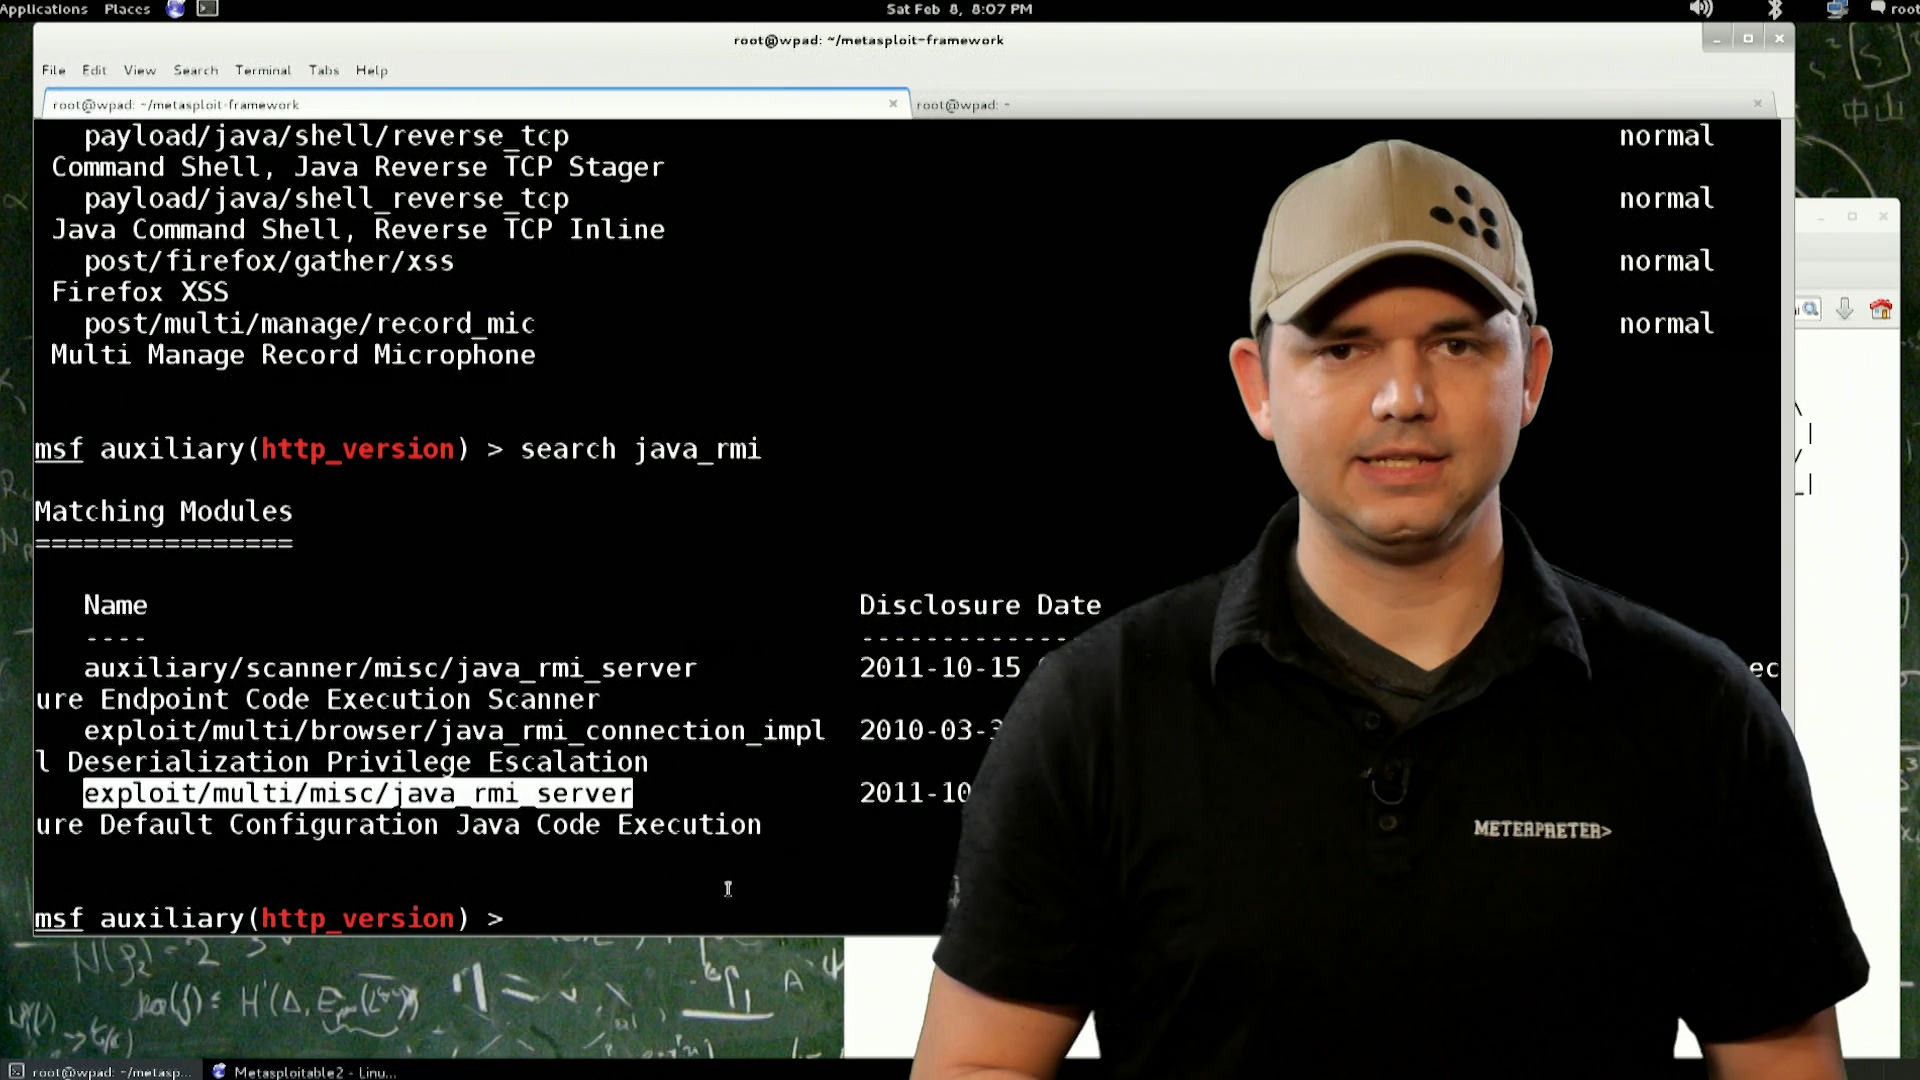 Applications Places Sat Feb 8, 8:07 PM root
root@wpad: ~/metasploit-framework
File Edit View Search Terminal Tabs Help
root@wpad: ~/metasploit-framework root@wpad: ~
payload/java/shell/reverse_tcp normal
Command Shell, Java Reverse TCP Stager
payload/java/shell_reverse_tcp normal
Java Command Shell, Reverse TCP Inline
post/firefox/gather/xss normal
Firefox XSS
post/multi/manage/record_mic normal
Multi Manage Record Microphone
msf auxiliary(http_version) > search java_rmi
Matching Modules
================
Name Disclosure Date
---- ---------------
auxiliary/scanner/misc/java_rmi_server 2011-10-15 ec
ure Endpoint Code Execution Scanner
exploit/multi/browser/java_rmi_connection_impl 2010-03-3
l Deserialization Privilege Escalation
exploit/multi/misc/java_rmi_server 2011-10
ure Default Configuration Java Code Execution
METERPRETER>
msf auxiliary(http_version) >
root@wpad: ~/metasp... Metasploitable2 - Linu...